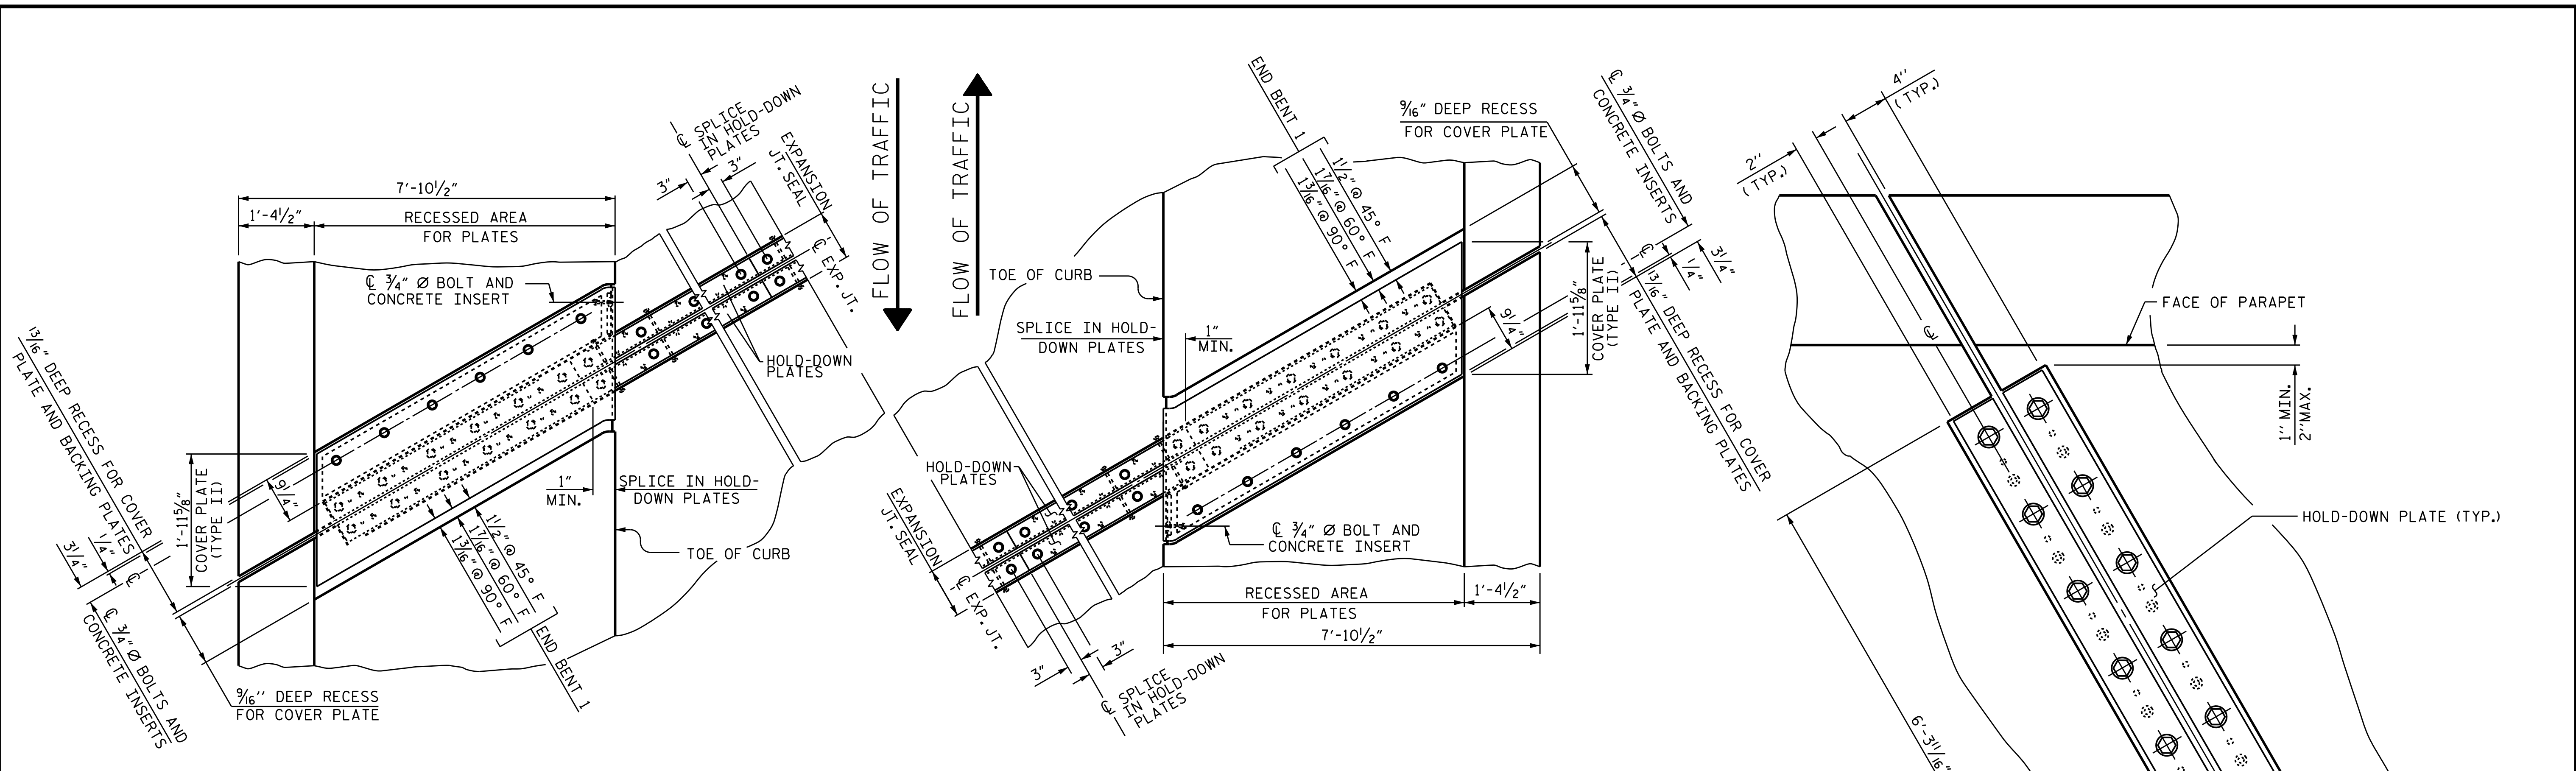 7'-10½"
1'-4½"
RECESSED AREA
FOR PLATES
℄ ¾" Ø BOLT AND
CONCRETE INSERT
℄ SPLICE
IN HOLD-DOWN
PLATES
3"
3"
EXPANSION
JT. SEAL
℄ EXP. JT.
HOLD-DOWN
PLATES
13/16" DEEP RECESS FOR COVER
PLATE AND BACKING PLATES
9¼"
1'-11⅝"
COVER PLATE
(TYPE II)
3¼"
¼"
℄
℄ ¾" Ø BOLTS AND
CONCRETE INSERTS
9/16" DEEP RECESS
FOR COVER PLATE
1"
MIN.
SPLICE IN HOLD-
DOWN PLATES
TOE OF CURB
1½" @ 45° F
1 7/16" @ 60° F
1 3/16" @ 90° F
END BENT 1
FLOW OF TRAFFIC
FLOW OF TRAFFIC
END BENT 1
1½" @ 45° F
1 7/16" @ 60° F
1 3/16" @ 90° F
9/16" DEEP RECESS
FOR COVER PLATE
℄ ¾" Ø BOLTS AND
CONCRETE INSERTS
TOE OF CURB
SPLICE IN HOLD-
DOWN PLATES
1"
MIN.
9¼"
1'-11⅝"
COVER PLATE
(TYPE II)
℄
¼"
3¼"
13/16" DEEP RECESS FOR COVER
PLATE AND BACKING PLATES
HOLD-DOWN
PLATES
EXPANSION
JT. SEAL
℄ EXP. JT.
℄ ¾" Ø BOLT AND
CONCRETE INSERT
RECESSED AREA
FOR PLATES
1'-4½"
7'-10½"
3"
3"
℄ SPLICE
IN HOLD-DOWN
PLATES
4"
(TYP.)
2"
(TYP.)
℄
FACE OF PARAPET
1" MIN.
2" MAX.
HOLD-DOWN PLATE (TYP.)
6'-3 11/16"